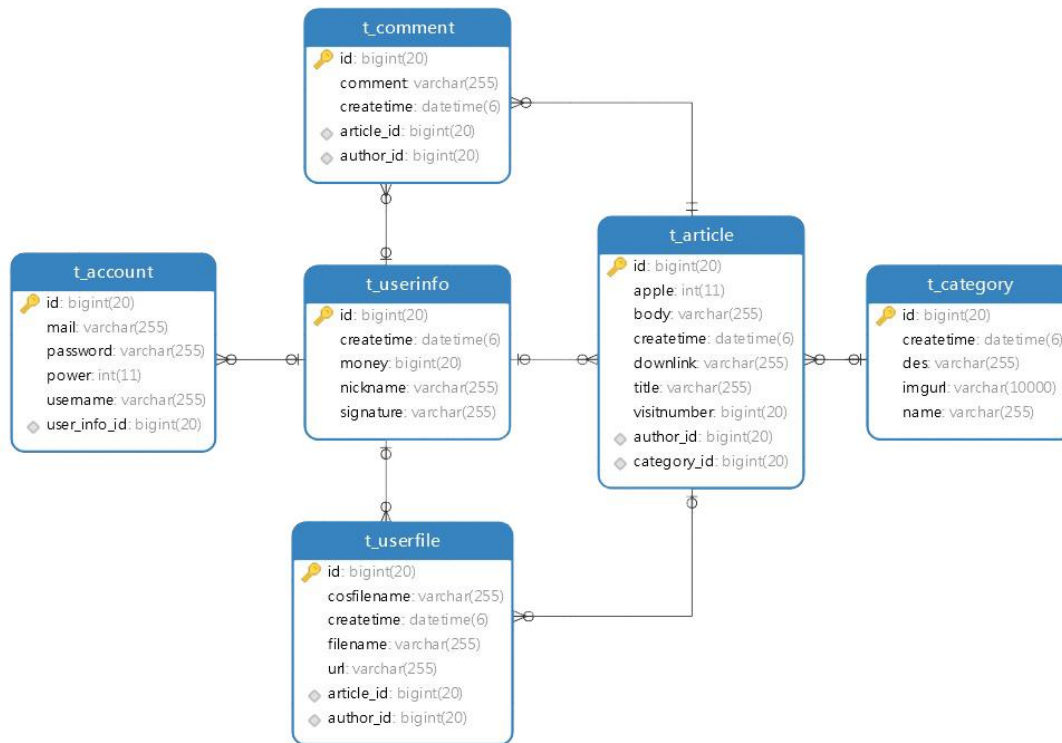 t_comment
id: bigint(20)
comment: varchar(255)
createtime: datetime(6)
article_id: bigint(20)
author_id: bigint(20)
t_account
id: bigint(20)
mail: varchar(255)
password: varchar(255)
power: int(11)
username: varchar(255)
user_info_id: bigint(20)
t_userinfo
id: bigint(20)
createtime: datetime(6)
money: bigint(20)
nickname: varchar(255)
signature: varchar(255)
t_article
id: bigint(20)
apple: int(11)
body: varchar(255)
createtime: datetime(6)
downlink: varchar(255)
title: varchar(255)
visitnumber: bigint(20)
author_id: bigint(20)
category_id: bigint(20)
t_category
id: bigint(20)
createtime: datetime(6)
des: varchar(255)
imgurl: varchar(10000)
name: varchar(255)
t_userfile
id: bigint(20)
cosfilename: varchar(255)
createtime: datetime(6)
filename: varchar(255)
url: varchar(255)
article_id: bigint(20)
author_id: bigint(20)